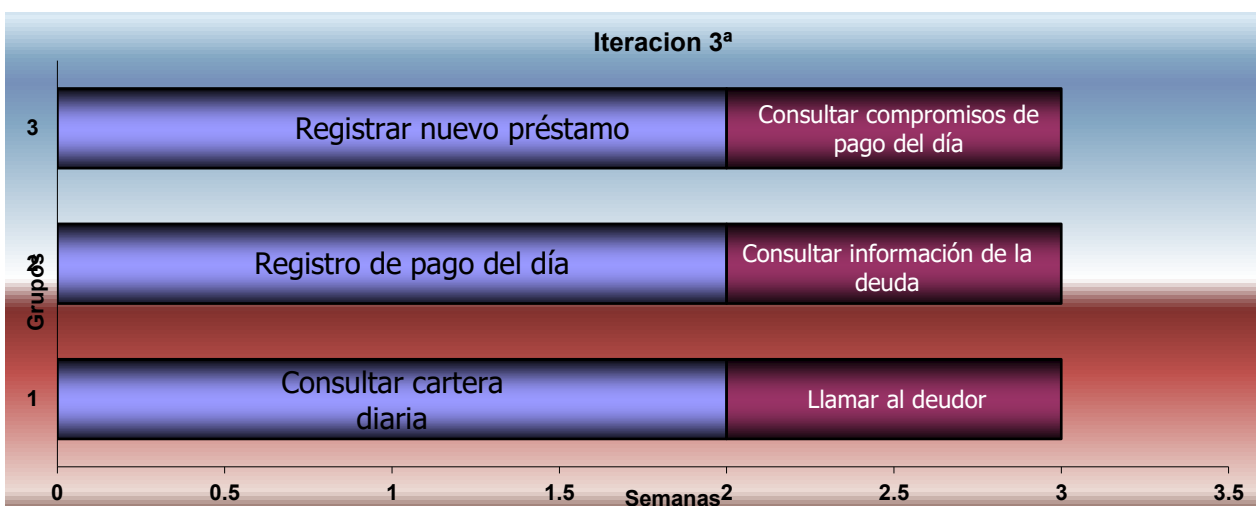 Iteracion 3ª
3
Registrar nuevo préstamo
Consultar compromisos de
pago del día
2
Registro de pago del día
Consultar información de la
deuda
Grupos
1
Consultar cartera
diaria
Llamar al deudor
0 0.5 1 1.5 2 2.5 3 3.5
Semanas